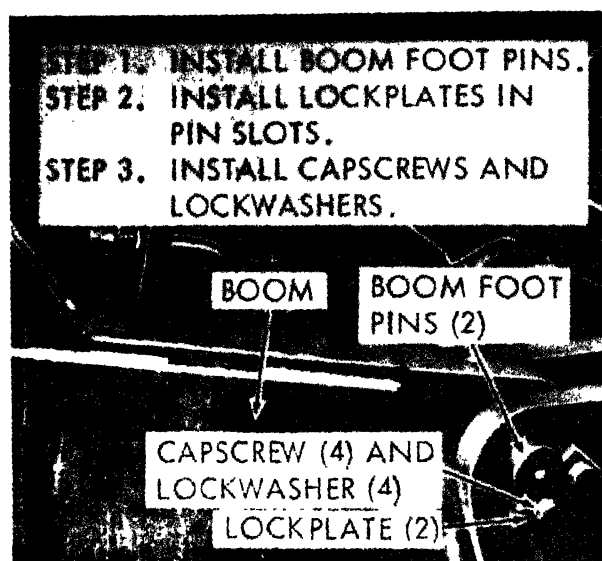 STEP 1. INSTALL BOOM FOOT PINS.
STEP 2. INSTALL LOCKPLATES IN
PIN SLOTS.
STEP 3. INSTALL CAPSCREWS AND
LOCKWASHERS.
BOOM
BOOM FOOT
PINS (2)
CAPSCREW (4) AND
LOCKWASHER (4)
LOCKPLATE (2)